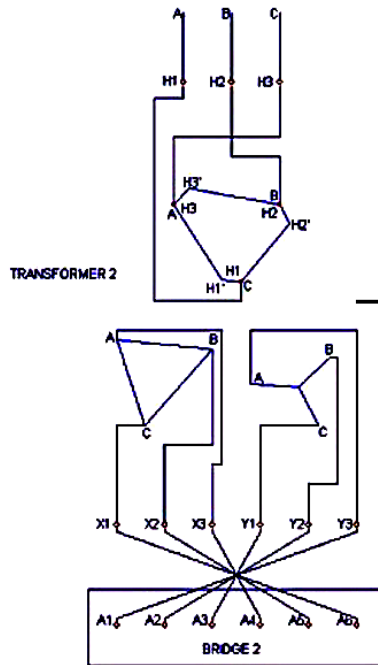 A B C
H1 H2 H3
H3'
A H3 B H2
H2'
H1
H1' C
TRANSFORMER 2
A B B
A
C C
X1 X2 X3 Y1 Y2 Y3
A1 A2 A3 A4 A5 A6
BRIDGE 2